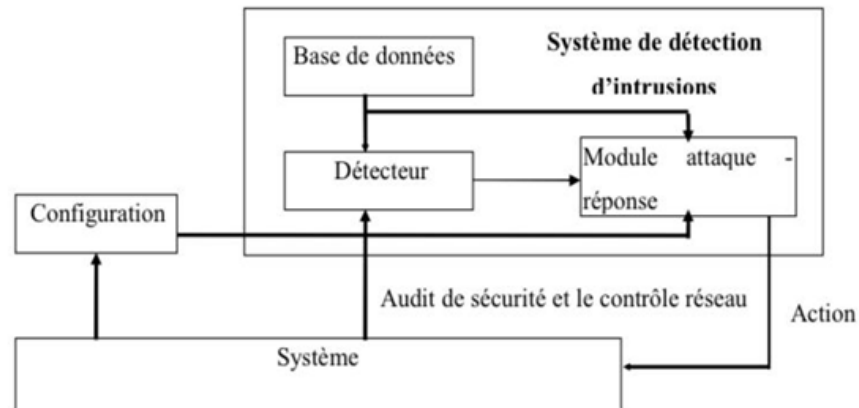 Base de données
Système de détection
d'intrusions
Détecteur
Module attaque -
réponse
Configuration
Audit de sécurité et le contrôle réseau
Action
Système